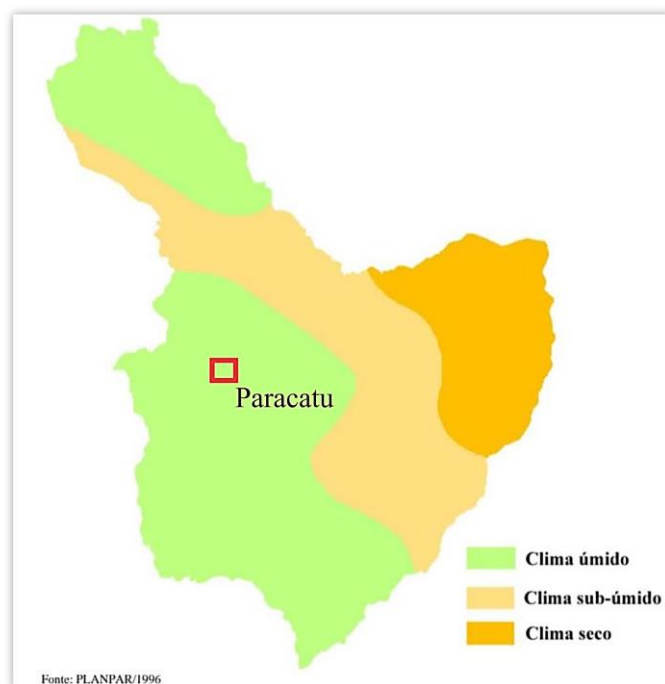 Paracatu
Clima úmido
Clima sub-úmido
Clima seco
Fonte: PLANPAR/1996